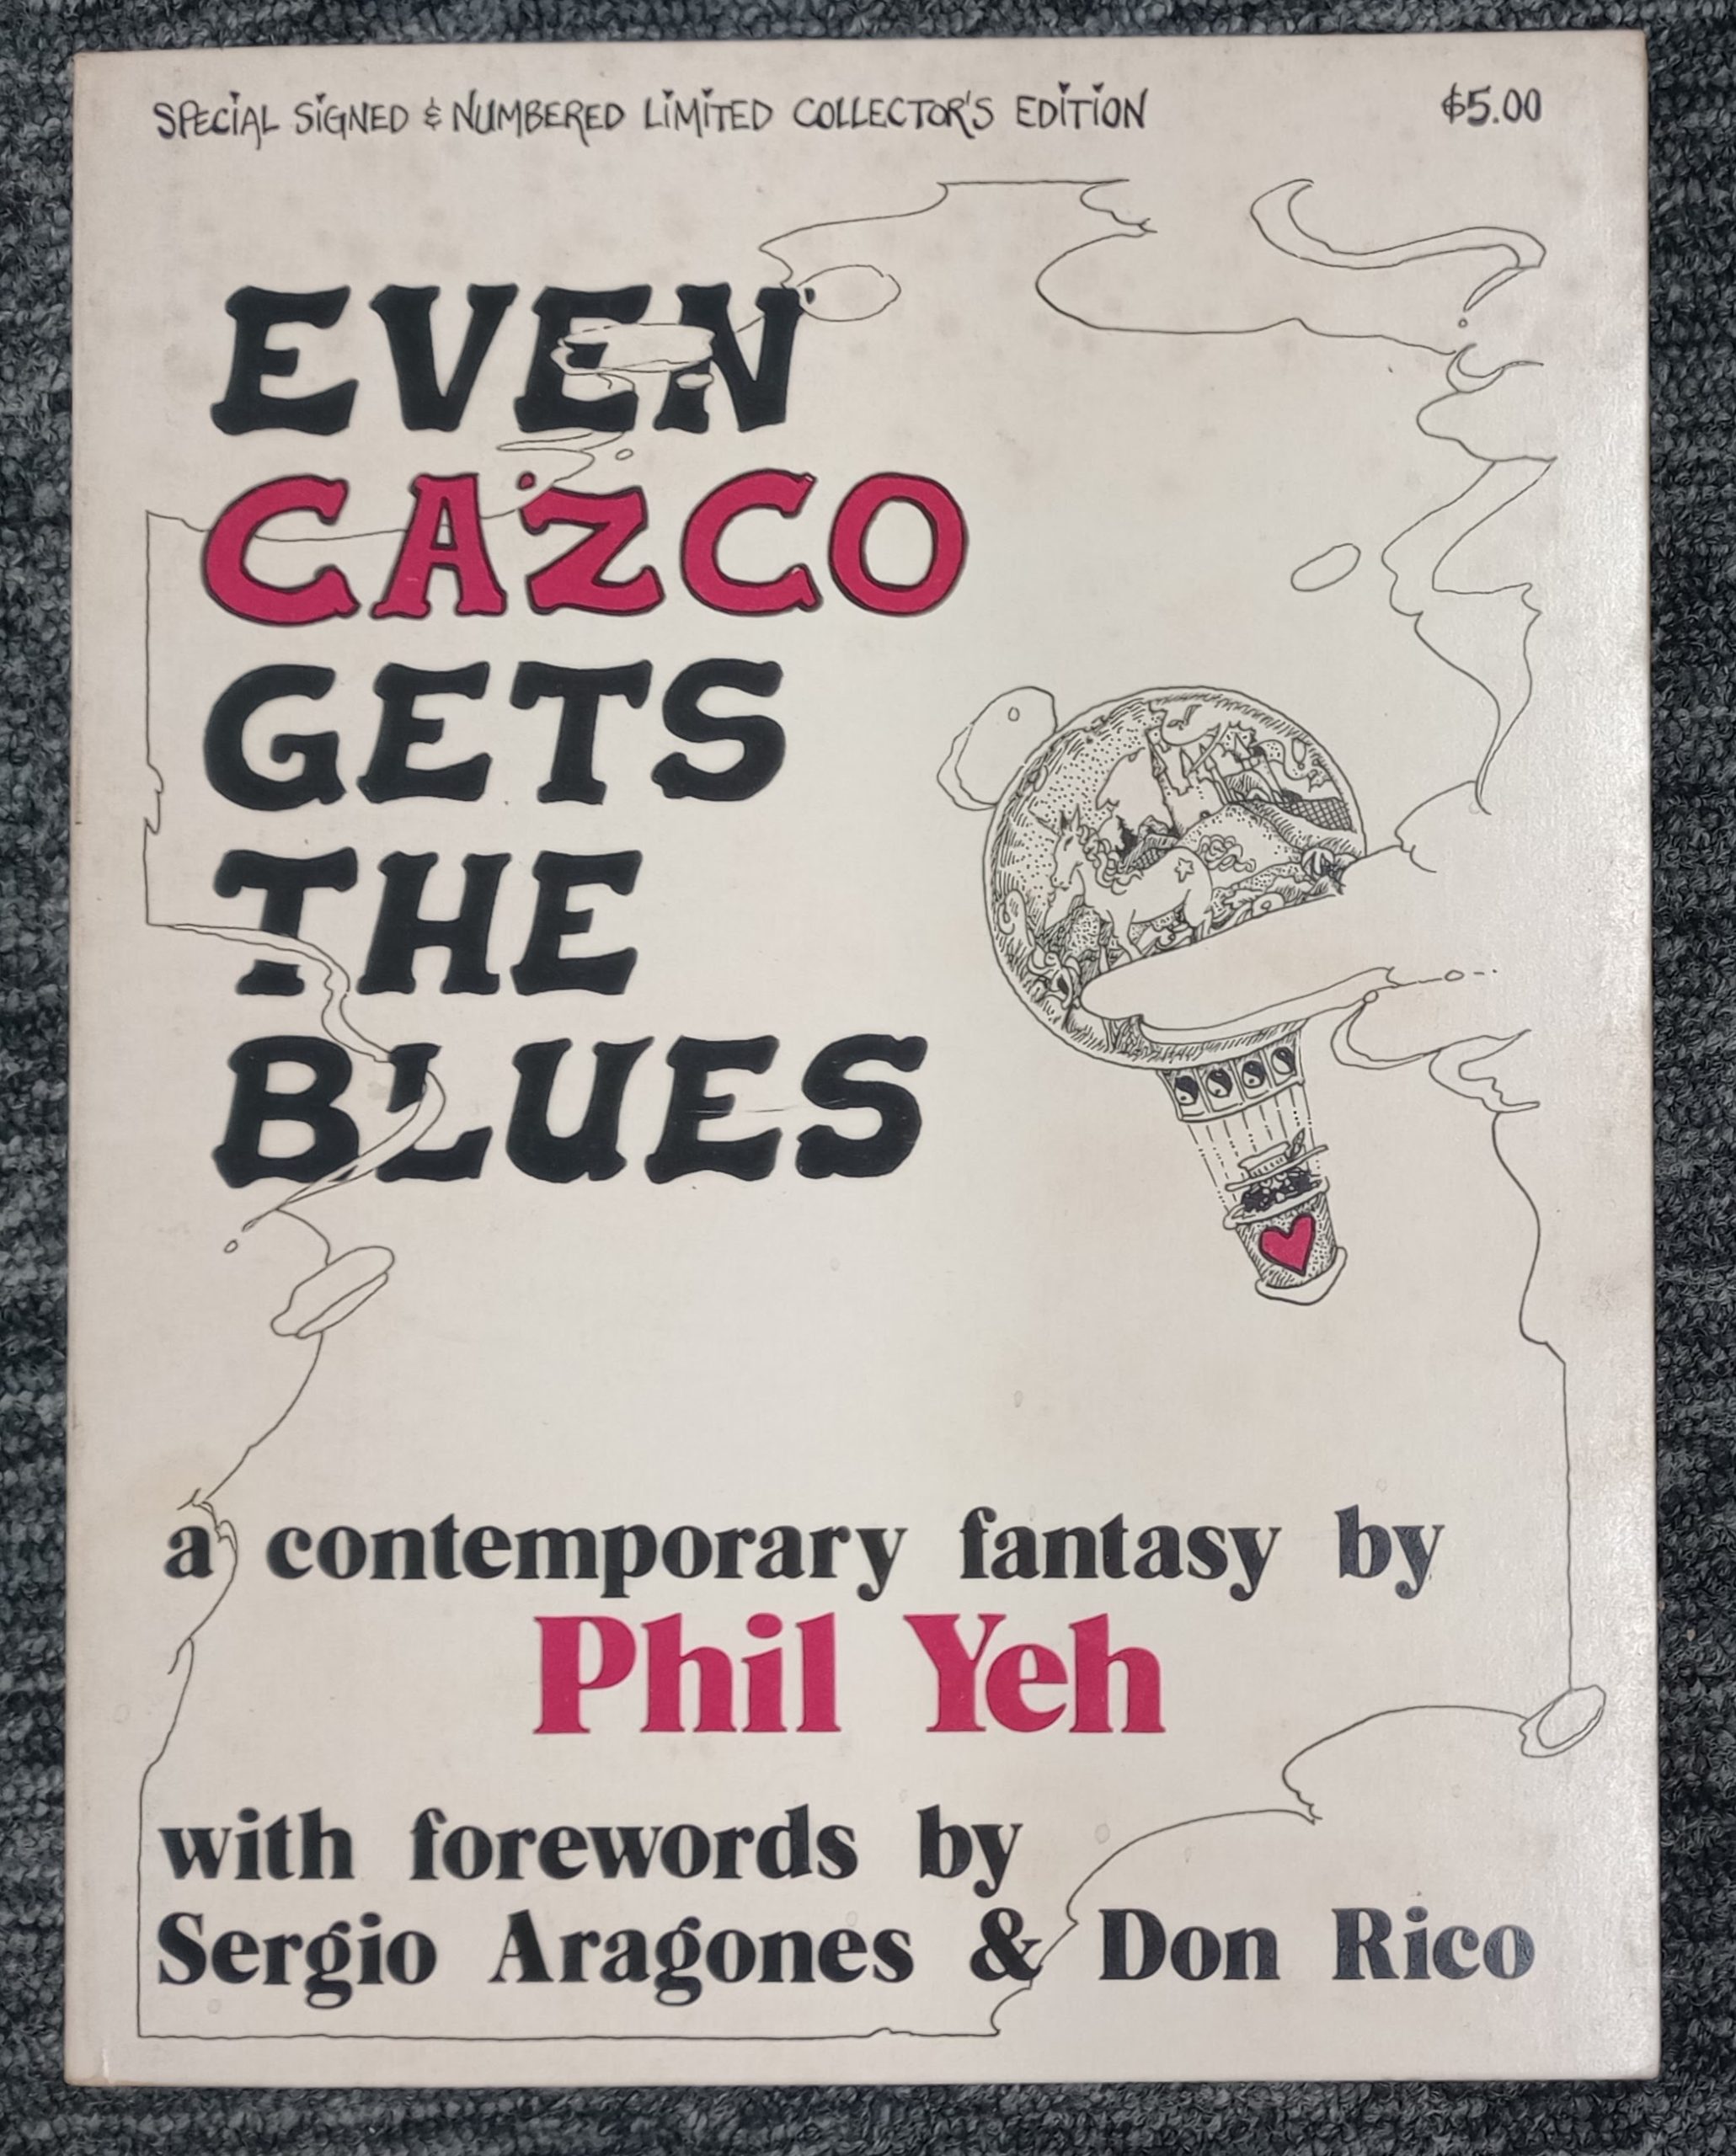 SPECIAL SIGNED & NUMBERED LIMITED COLLECTOR'S EDITION
$5.00
EVEN
CAZCO
GETS
THE
BLUES
a contemporary fantasy by
Phil Yeh
with forewords by
Sergio Aragones & Don Rico